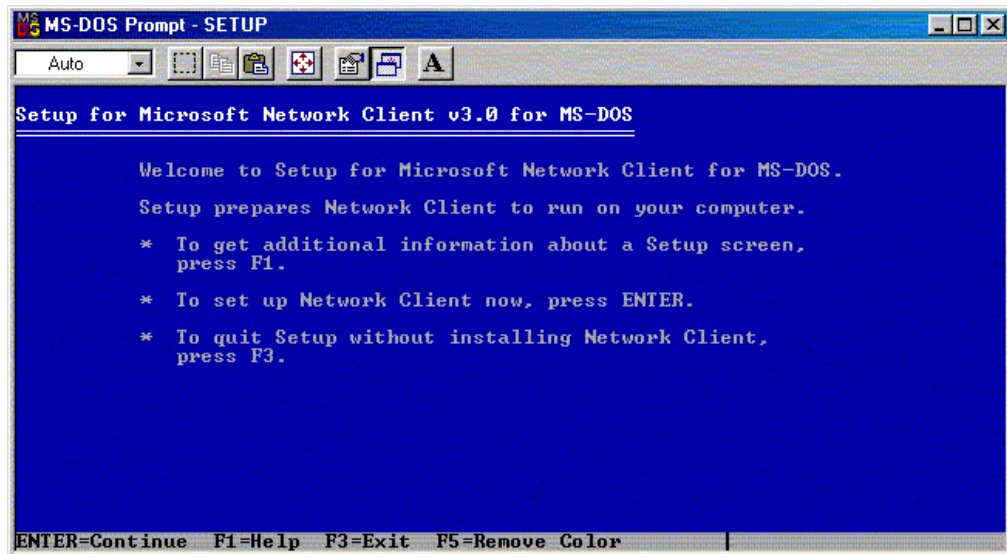 MS-DOS Prompt - SETUP
Auto
A
Setup for Microsoft Network Client v3.0 for MS-DOS
Welcome to Setup for Microsoft Network Client for MS-DOS.
Setup prepares Network Client to run on your computer.
* To get additional information about a Setup screen,
press F1.
* To set up Network Client now, press ENTER.
* To quit Setup without installing Network Client,
press F3.
ENTER=Continue F1=Help F3=Exit F5=Remove Color